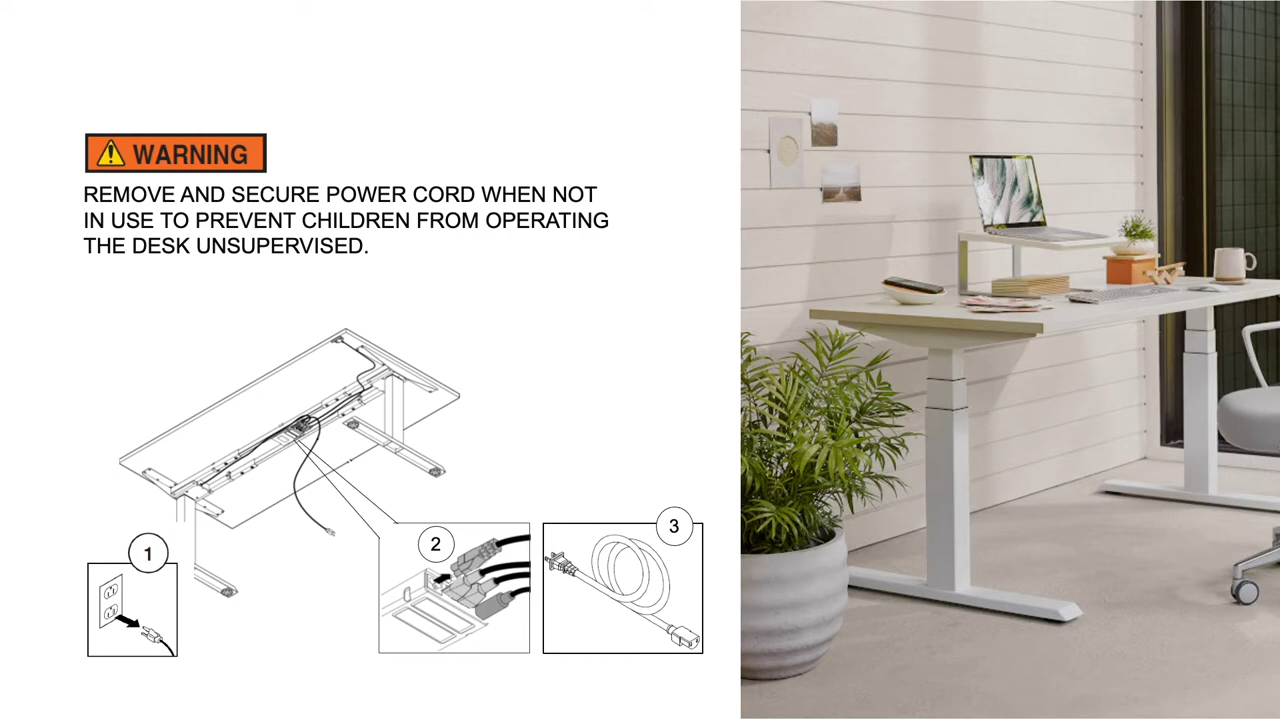 WARNING
REMOVE AND SECURE POWER CORD WHEN NOT
IN USE TO PREVENT CHILDREN FROM OPERATING
THE DESK UNSUPERVISED.
1
2
3